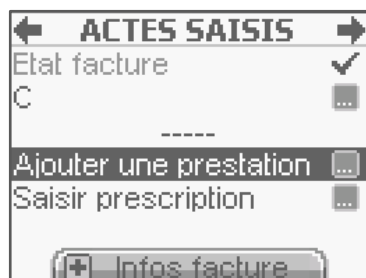 ACTES SAISIS
Etat facture
C ...
-----
Ajouter une prestation ...
Saisir prescription ...
Infos facture